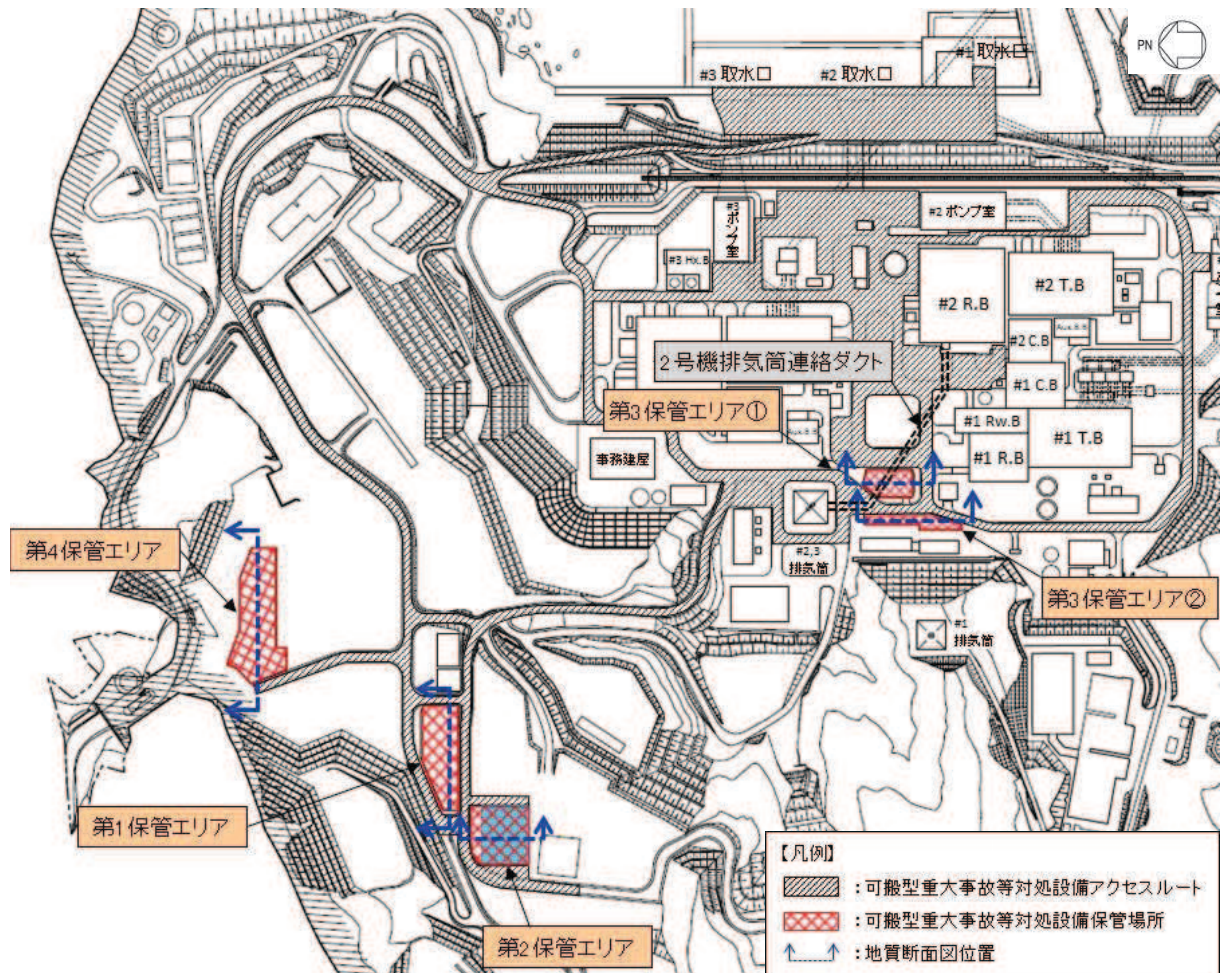 PN
#1 取水口
#3 取水口
#2 取水口
#3 ポンプ室
#2 ポンプ室
#3 Hx.B
#2 R.B
#2 T.B
Aux.B.B
#2 C.B
2号機排気筒連絡ダクト
#1 C.B
第3保管エリア①
#1 Rw.B
#1 T.B
Aux.B.B
#1 R.B
事務建屋
第4保管エリア
#2,3
排気筒
第3保管エリア②
#1
排気筒
第1保管エリア
第2保管エリア
【凡例】
：可搬型重大事故等対処設備アクセスルート
：可搬型重大事故等対処設備保管場所
：地質断面図位置